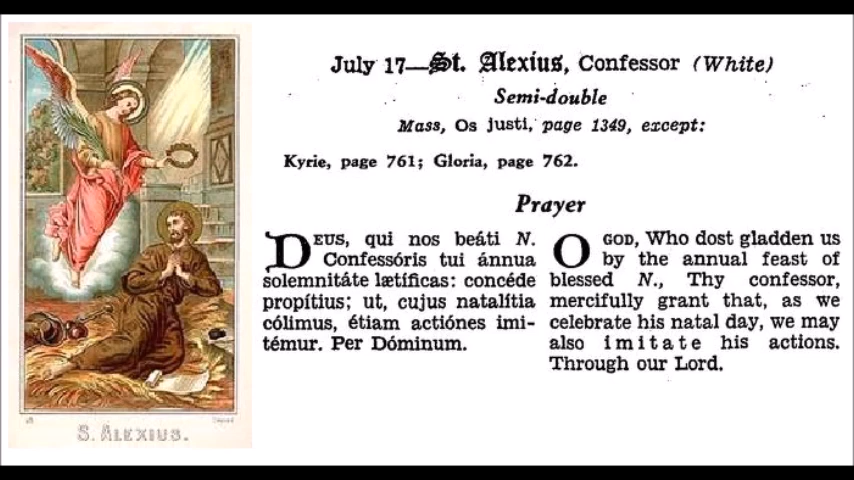 July 17—St. Alexius, Confessor (White)
Semi-double
Mass, Os justi, page 1349, except:
Kyrie, page 761; Gloria, page 762.
Prayer
DEUS, qui nos beáti N.
Confessóris tui ánnua
solemnitáte lætíficas: concéde
propítius; ut, cujus natalítia
cólimus, étiam actiónes imi-
témur. Per Dóminum.
O GOD, Who dost gladden us
by the annual feast of
blessed N., Thy confessor,
mercifully grant that, as we
celebrate his natal day, we may
also imitate his actions.
Through our Lord.
S. ALEXIUS.